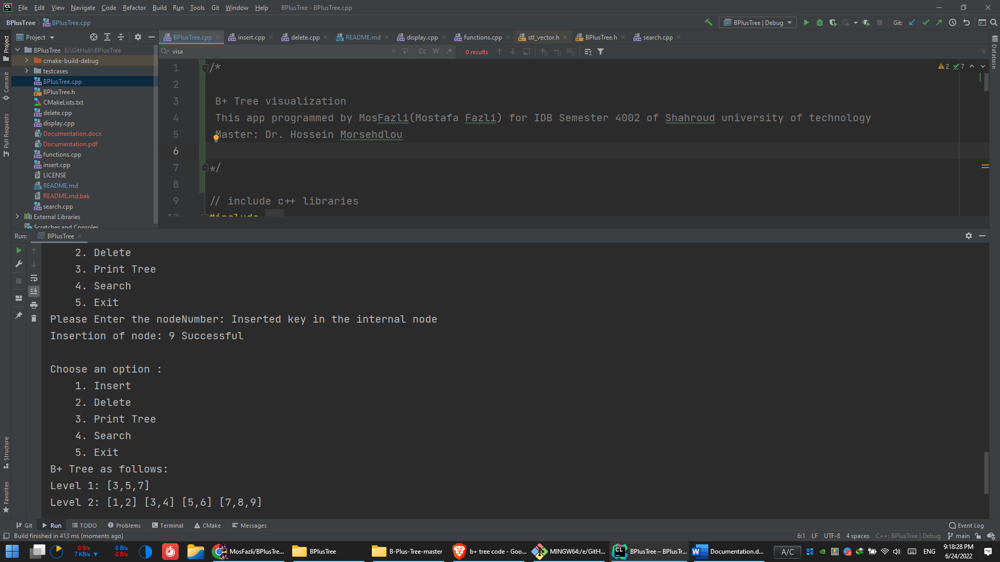 File Edit View Navigate Code Refactor Build Run Tools Git Window Help BPlusTree - BPlusTree.cpp
BPlusTree BPlusTree.cpp BPlusTree | Debug Git:
Project BPlusTree.cpp insert.cpp delete.cpp README.md display.cpp functions.cpp stl_vector.h BPlusTree.h search.cpp
visa Cc W .* 0 results
BPlusTree E:\GitHub\BPlusTree
cmake-build-debug
testcases
BPlusTree.cpp
BPlusTree.h
CMakeLists.txt
delete.cpp
display.cpp
Documentation.docx
Documentation.pdf
functions.cpp
insert.cpp
LICENSE
README.md
README.md.bak
search.cpp
External Libraries
Scratches and Consoles
Project
Commit
Pull Requests
Structure
Favorites
Database
2 7
1 /*
2
3 B+ Tree visualization
4 This app programmed by MosFazli(Mostafa Fazli) for IDB Semester 4002 of Shahroud university of technology
5 Master: Dr. Hossein Morsehdlou
6
7 */
8
9 // include c++ libraries
10 #include ...
Run: BPlusTree
2. Delete
3. Print Tree
4. Search
5. Exit
Please Enter the nodeNumber: Inserted key in the internal node
Insertion of node: 9 Successful
Choose an option :
1. Insert
2. Delete
3. Print Tree
4. Search
5. Exit
B+ Tree as follows:
Level 1: [3,5,7]
Level 2: [1,2] [3,4] [5,6] [7,8,9]
Git Run TODO Problems Terminal CMake Messages Event Log
Build finished in 413 ms (moments ago) 6:1 LF UTF-8 4 spaces C++: BPlusTree | Debug main
0 B/s 0 B/s
7 KB/s 0 B/s
MosFazli/BPlusTre... BPlusTree B-Plus-Tree-master b+ tree code - Goo... MINGW64:/e/GitH... BPlusTree – BPlusTr... Documentation.d... A/C ENG
9:18:28 PM
6/24/2022